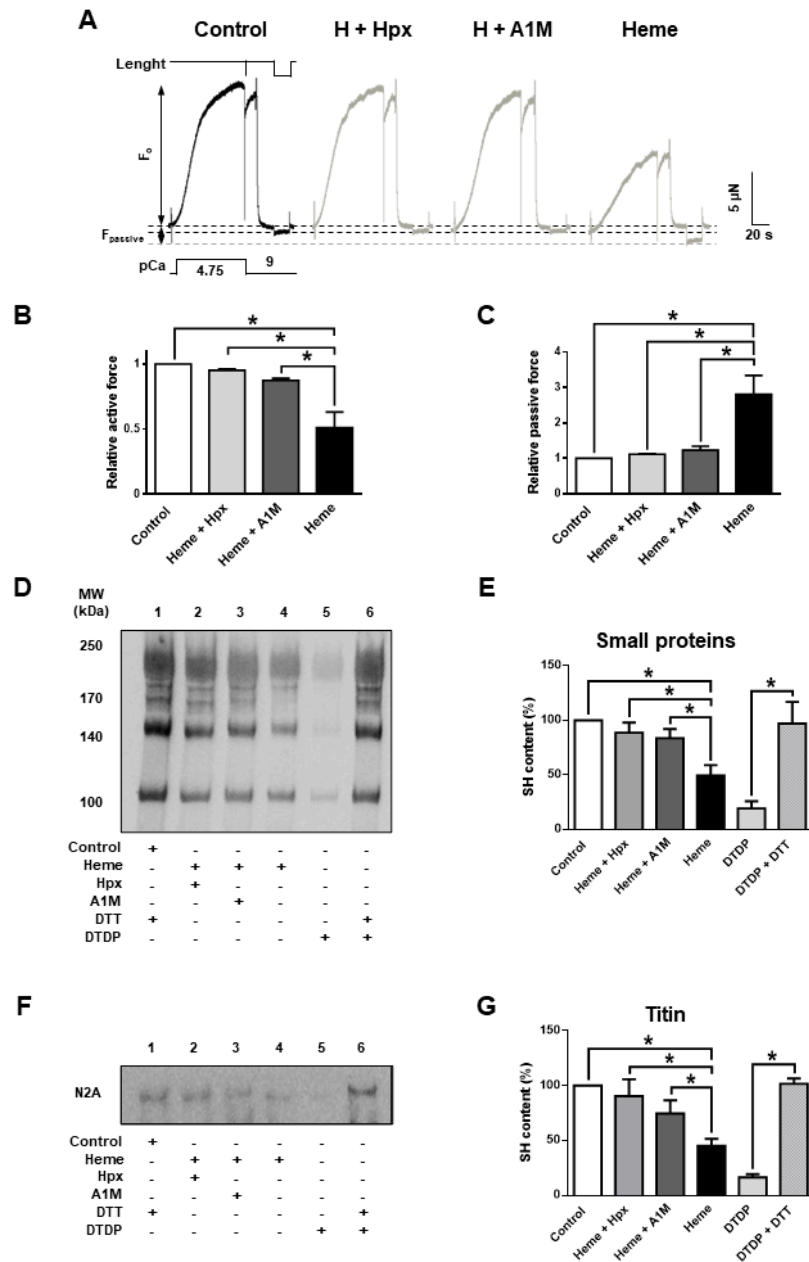 A
Control
H + Hpx
H + A1M
Heme
Lenght
Fo
Fpassive
pCa
4.75
9
5 µN
20 s
B
Relative active force
1
0.5
0
*
*
*
Control
Heme + Hpx
Heme + A1M
Heme
C
Relative passive force
4
3
2
1
0
*
*
*
Control
Heme + Hpx
Heme + A1M
Heme
D
MW
(kDa)
1 2 3 4 5 6
250
170
140
100
Control + - - - - -
Heme - + + + - -
Hpx - + - - - -
A1M - - + - - -
DTT + - - - - +
DTDP - - - - + +
E
Small proteins
SH content (%)
150
100
50
0
*
*
*
*
Control
Heme + Hpx
Heme + A1M
Heme
DTDP
DTDP + DTT
F
1 2 3 4 5 6
N2A
Control + - - - - -
Heme - + + + - -
Hpx - + - - - -
A1M - - + - - -
DTT + - - - - +
DTDP - - - - + +
G
Titin
SH content (%)
150
100
50
0
*
*
*
*
Control
Heme + Hpx
Heme + A1M
Heme
DTDP
DTDP + DTT